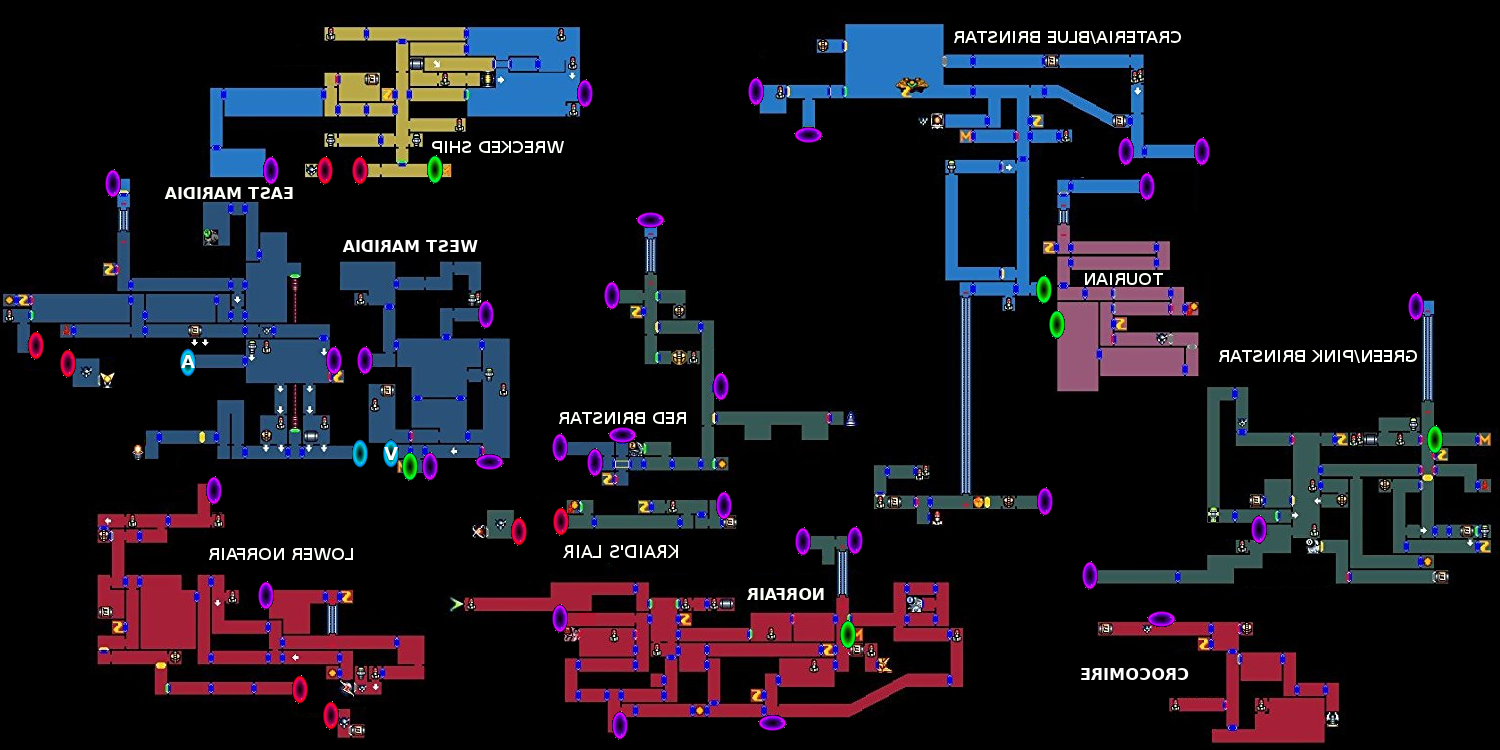 CRATERIA/BLUE BRINSTAR
WRECKED SHIP
EAST MARIDIA
WEST MARIDIA
TOURIAN
GREEN/PINK BRINSTAR
RED BRINSTAR
A
V
KRAID'S LAIR
LOWER NORFAIR
NORFAIR
CROCOMIRE